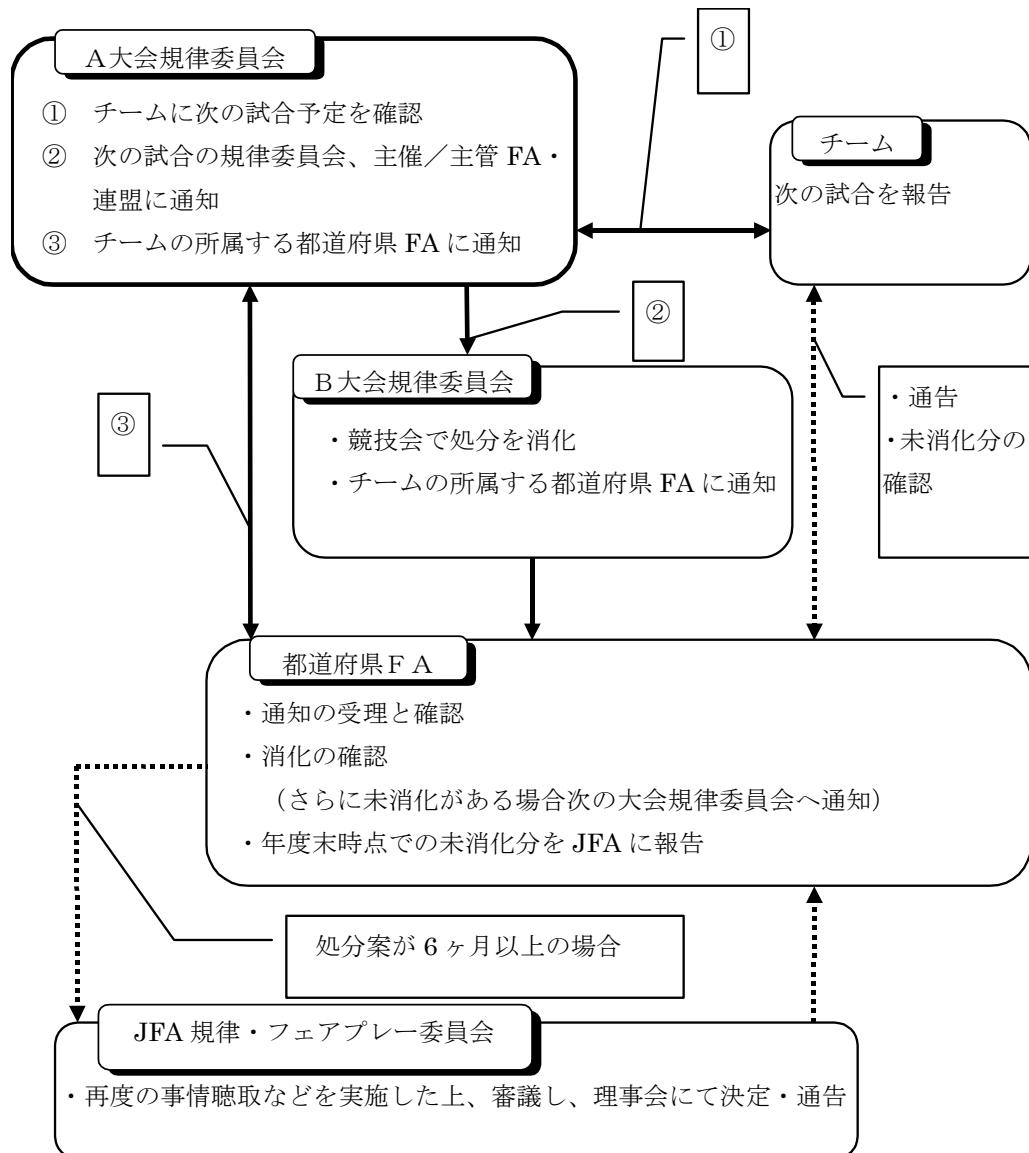 ①
A大会規律委員会
① チームに次の試合予定を確認
② 次の試合の規律委員会、主催／主管 FA・
連盟に通知
③ チームの所属する都道府県 FA に通知
チーム
次の試合を報告
②
B大会規律委員会
・競技会で処分を消化
・チームの所属する都道府県 FA に通知
③
・通告
・未消化分の
確認
都道府県ＦＡ
・通知の受理と確認
・消化の確認
（さらに未消化がある場合次の大会規律委員会へ通知）
・年度末時点での未消化分を JFA に報告
処分案が 6 ヶ月以上の場合
JFA 規律・フェアプレー委員会
・再度の事情聴取などを実施した上、審議し、理事会にて決定・通告